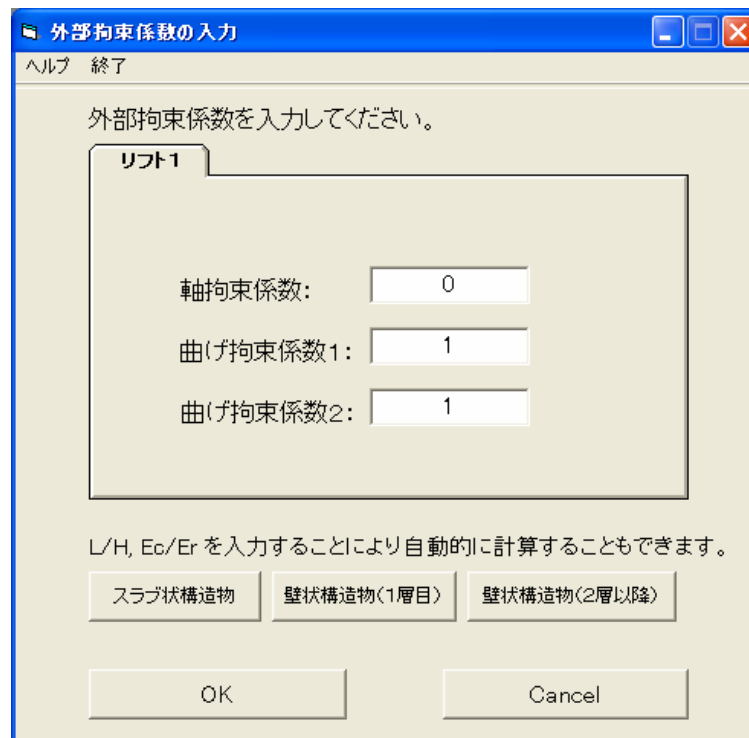 外部拘束係数の入力
ヘルプ 終了
外部拘束係数を入力してください。
リフト1
軸拘束係数: 0
曲げ拘束係数1: 1
曲げ拘束係数2: 1
L/H, Ec/Er を入力することにより自動的に計算することもできます。
スラブ状構造物 壁状構造物(1層目) 壁状構造物(2層以降)
OK Cancel